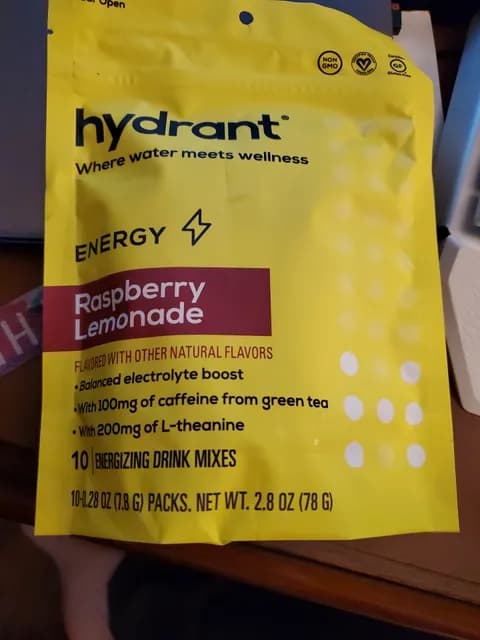 Open
NON
GMO
GF
hydrant®
Where water meets wellness
ENERGY
Raspberry
Lemonade
FLAVORED WITH OTHER NATURAL FLAVORS
• Balanced electrolyte boost
• With 100mg of caffeine from green tea
• With 200mg of L-theanine
10 ENERGIZING DRINK MIXES
10-0.28 OZ (7.8 G) PACKS. NET WT. 2.8 OZ (78 G)
H